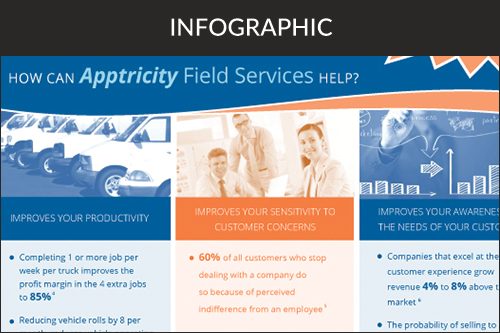 INFOGRAPHIC
HOW CAN Apptricity Field Services HELP?
IMPROVES YOUR PRODUCTIVITY
• Completing 1 or more job per
week per truck improves the
profit margin in the 4 extra jobs
to 85%⁴
• Reducing vehicle rolls by 8 per
IMPROVES YOUR SENSITIVITY TO
CUSTOMER CONCERNS
• 60% of all customers who stop
dealing with a company do
so because of perceived
indifference from an employee⁵
IMPROVES YOUR AWARENES
THE NEEDS OF YOUR CUST
• Companies that excel at the
customer experience grow
revenue 4% to 8% above t
market⁶
• The probability of selling to